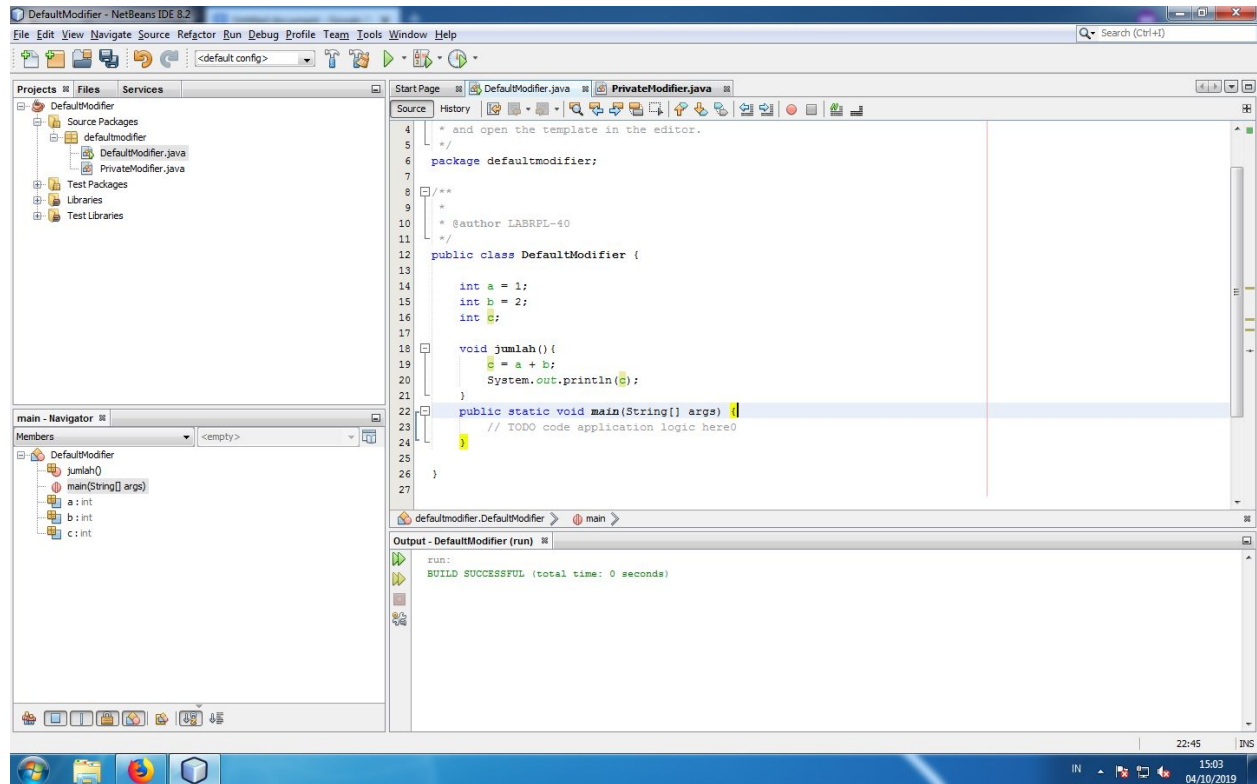 DefaultModifier - NetBeans IDE 8.2
File Edit View Navigate Source Refactor Run Debug Profile Team Tools Window Help
Search (Ctrl+I)
<default config>
Projects Files Services
DefaultModifier
Source Packages
defaultmodifier
DefaultModifier.java
PrivateModifier.java
Test Packages
Libraries
Test Libraries
Start Page DefaultModifier.java PrivateModifier.java
Source History
4 * and open the template in the editor.
5 */
6 package defaultmodifier;
7
8 /**
9 *
10 * @author LABRPL-40
11 */
12 public class DefaultModifier {
13
14 int a = 1;
15 int b = 2;
16 int c;
17
18 void jumlah(){
19 c = a + b;
20 System.out.println(c);
21 }
22 public static void main(String[] args) {
23 // TODO code application logic here0
24 }
25
26 }
27
defaultmodifier.DefaultModifier main
main - Navigator
Members <empty>
DefaultModifier
jumlah()
main(String[] args)
a : int
b : int
c : int
Output - DefaultModifier (run)
run:
BUILD SUCCESSFUL (total time: 0 seconds)
22:45 INS
IN 15:03
04/10/2019